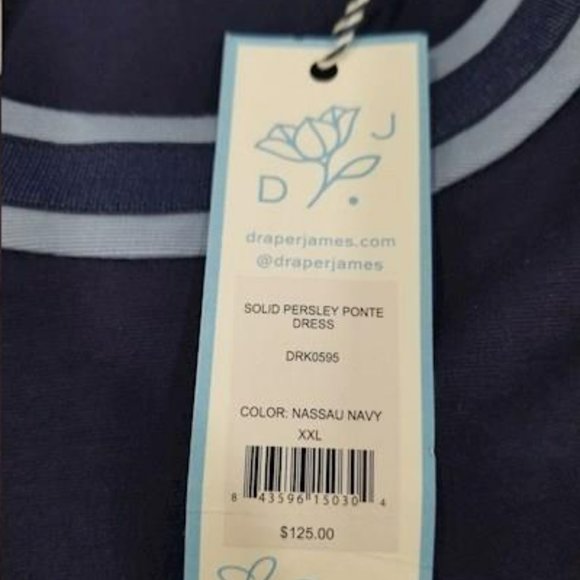 D J
draperjames.com
@draperjames
SOLID PERSLEY PONTE
DRESS
DRK0595
COLOR: NASSAU NAVY
XXL
8 43596 15030 4
$125.00